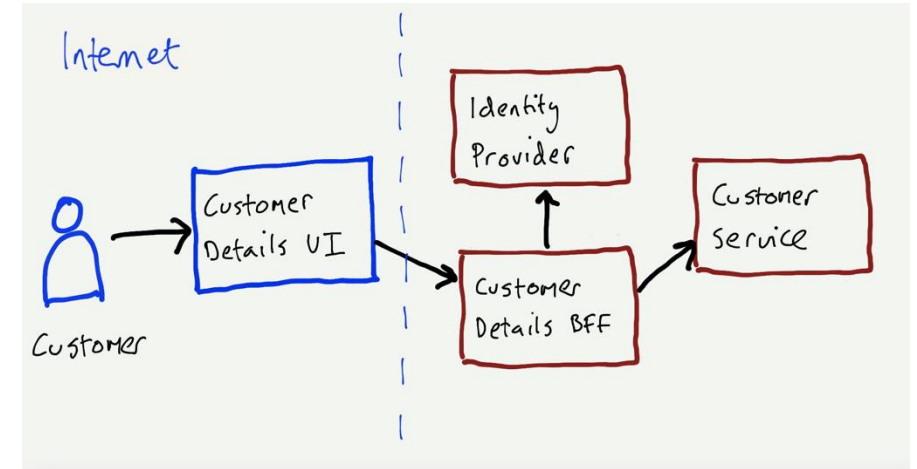 Internet
Identity
Provider
Customer
Details UI
Customer
Service
Customer
Details BFF
Customer